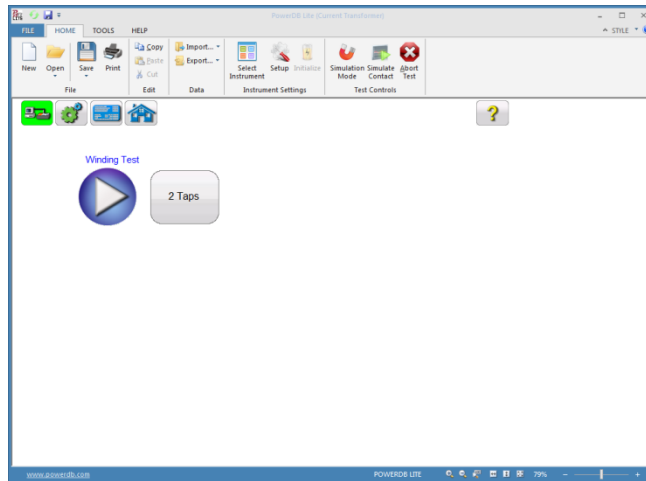 PowerDB Lite (Current Transformer)
FILE HOME TOOLS HELP STYLE
New Open Save Print Copy Paste Cut Import... Export... Select Instrument Setup Initialize Simulation Mode Simulate Contact Abort Test
File Edit Data Instrument Settings Test Controls
Winding Test
2 Taps
www.powerdb.com POWERDB LITE 79%